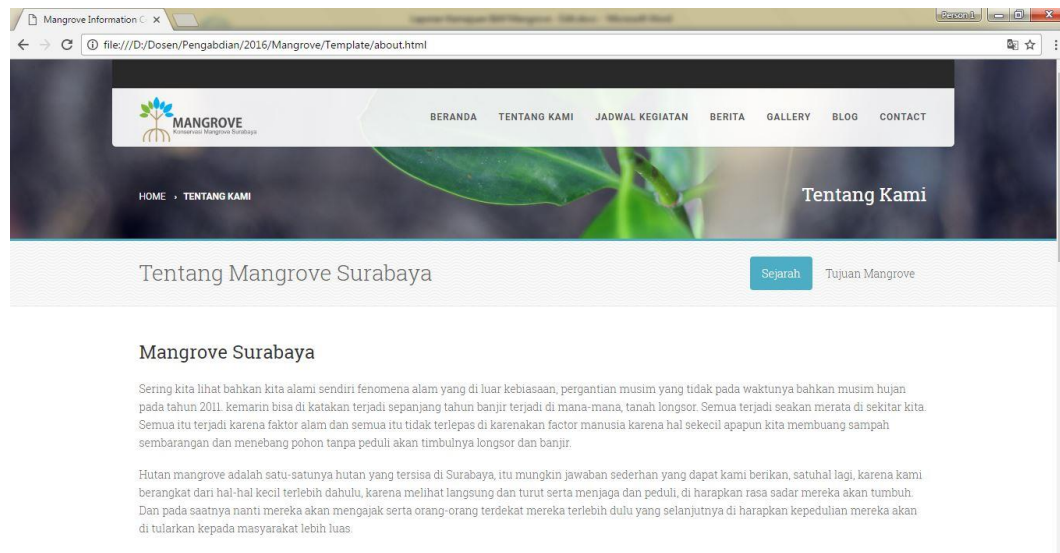 Mangrove Information C
Person 1
file:///D:/Dosen/Pengabdian/2016/Mangrove/Template/about.html
MANGROVE
Konservasi Mangrove Surabaya
BERANDA TENTANG KAMI JADWAL KEGIATAN BERITA GALLERY BLOG CONTACT
HOME › TENTANG KAMI
Tentang Kami
Tentang Mangrove Surabaya
Sejarah Tujuan Mangrove
Mangrove Surabaya
Sering kita lihat bahkan kita alami sendiri fenomena alam yang di luar kebiasaan, pergantian musim yang tidak pada waktunya bahkan musim hujan
pada tahun 2011. kemarin bisa di katakan terjadi sepanjang tahun banjir terjadi di mana-mana, tanah longsor. Semua terjadi seakan merata di sekitar kita.
Semua itu terjadi karena faktor alam dan semua itu tidak terlepas di karenakan factor manusia karena hal sekecil apapun kita membuang sampah
sembarangan dan menebang pohon tanpa peduli akan timbulnya longsor dan banjir.
Hutan mangrove adalah satu-satunya hutan yang tersisa di Surabaya, itu mungkin jawaban sederhan yang dapat kami berikan, satuhal lagi, karena kami
berangkat dari hal-hal kecil terlebih dahulu, karena melihat langsung dan turut serta menjaga dan peduli, di harapkan rasa sadar mereka akan tumbuh.
Dan pada saatnya nanti mereka akan mengajak serta orang-orang terdekat mereka terlebih dulu yang selanjutnya di harapkan kepedulian mereka akan
di tularkan kepada masyarakat lebih luas.